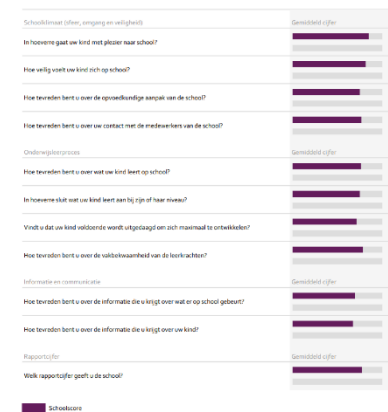 Schoolklimaat (sfeer, omgang en veiligheid) Gemiddeld cijfer
In hoeverre gaat uw kind met plezier naar school?
Hoe veilig voelt uw kind zich op school?
Hoe tevreden bent u over de opvoedkundige aanpak van de school?
Hoe tevreden bent u over uw contact met de medewerkers van de school?
Onderwijsleerproces Gemiddeld cijfer
Hoe tevreden bent u over wat uw kind leert op school?
In hoeverre sluit wat uw kind leert aan bij zijn of haar niveau?
Vindt u dat uw kind voldoende wordt uitgedaagd om zich maximaal te ontwikkelen?
Hoe tevreden bent u over de vakbekwaamheid van de leerkrachten?
Informatie en communicatie Gemiddeld cijfer
Hoe tevreden bent u over de informatie die u krijgt over wat er op school gebeurt?
Hoe tevreden bent u over de informatie die u krijgt over uw kind?
Rapportcijfer Gemiddeld cijfer
Welk rapportcijfer geeft u de school?
Schoolscore